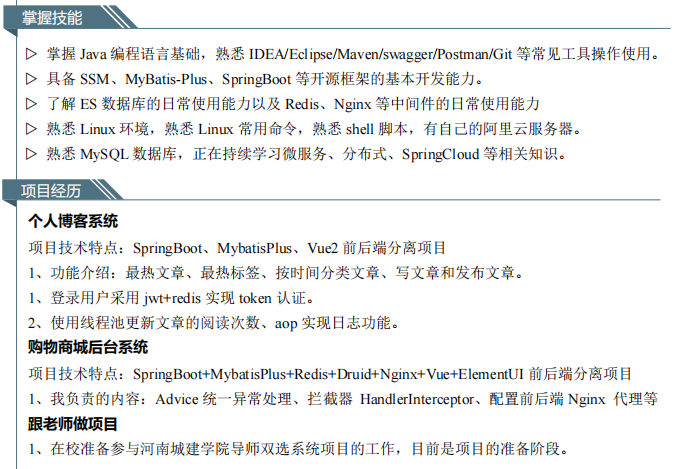 掌握技能
掌握 Java 编程语言基础，熟悉 IDEA/Eclipse/Maven/swagger/Postman/Git 等常见工具操作使用。
具备 SSM、MyBatis-Plus、SpringBoot 等开源框架的基本开发能力。
了解 ES 数据库的日常使用能力以及 Redis、Nginx 等中间件的日常使用能力
熟悉 Linux 环境，熟悉 Linux 常用命令，熟悉 shell 脚本，有自己的阿里云服务器。
熟悉 MySQL 数据库，正在持续学习微服务、分布式、SpringCloud 等相关知识。
项目经历
个人博客系统
项目技术特点：SpringBoot、MybatisPlus、Vue2 前后端分离项目
1、功能介绍：最热文章、最热标签、按时间分类文章、写文章和发布文章。
1、登录用户采用 jwt+redis 实现 token 认证。
2、使用线程池更新文章的阅读次数、aop 实现日志功能。
购物商城后台系统
项目技术特点：SpringBoot+MybatisPlus+Redis+Druid+Nginx+Vue+ElementUI 前后端分离项目
1、我负责的内容：Advice 统一异常处理、拦截器 HandlerInterceptor、配置前后端 Nginx 代理等
跟老师做项目
1、在校准备参与河南城建学院导师双选系统项目的工作，目前是项目的准备阶段。